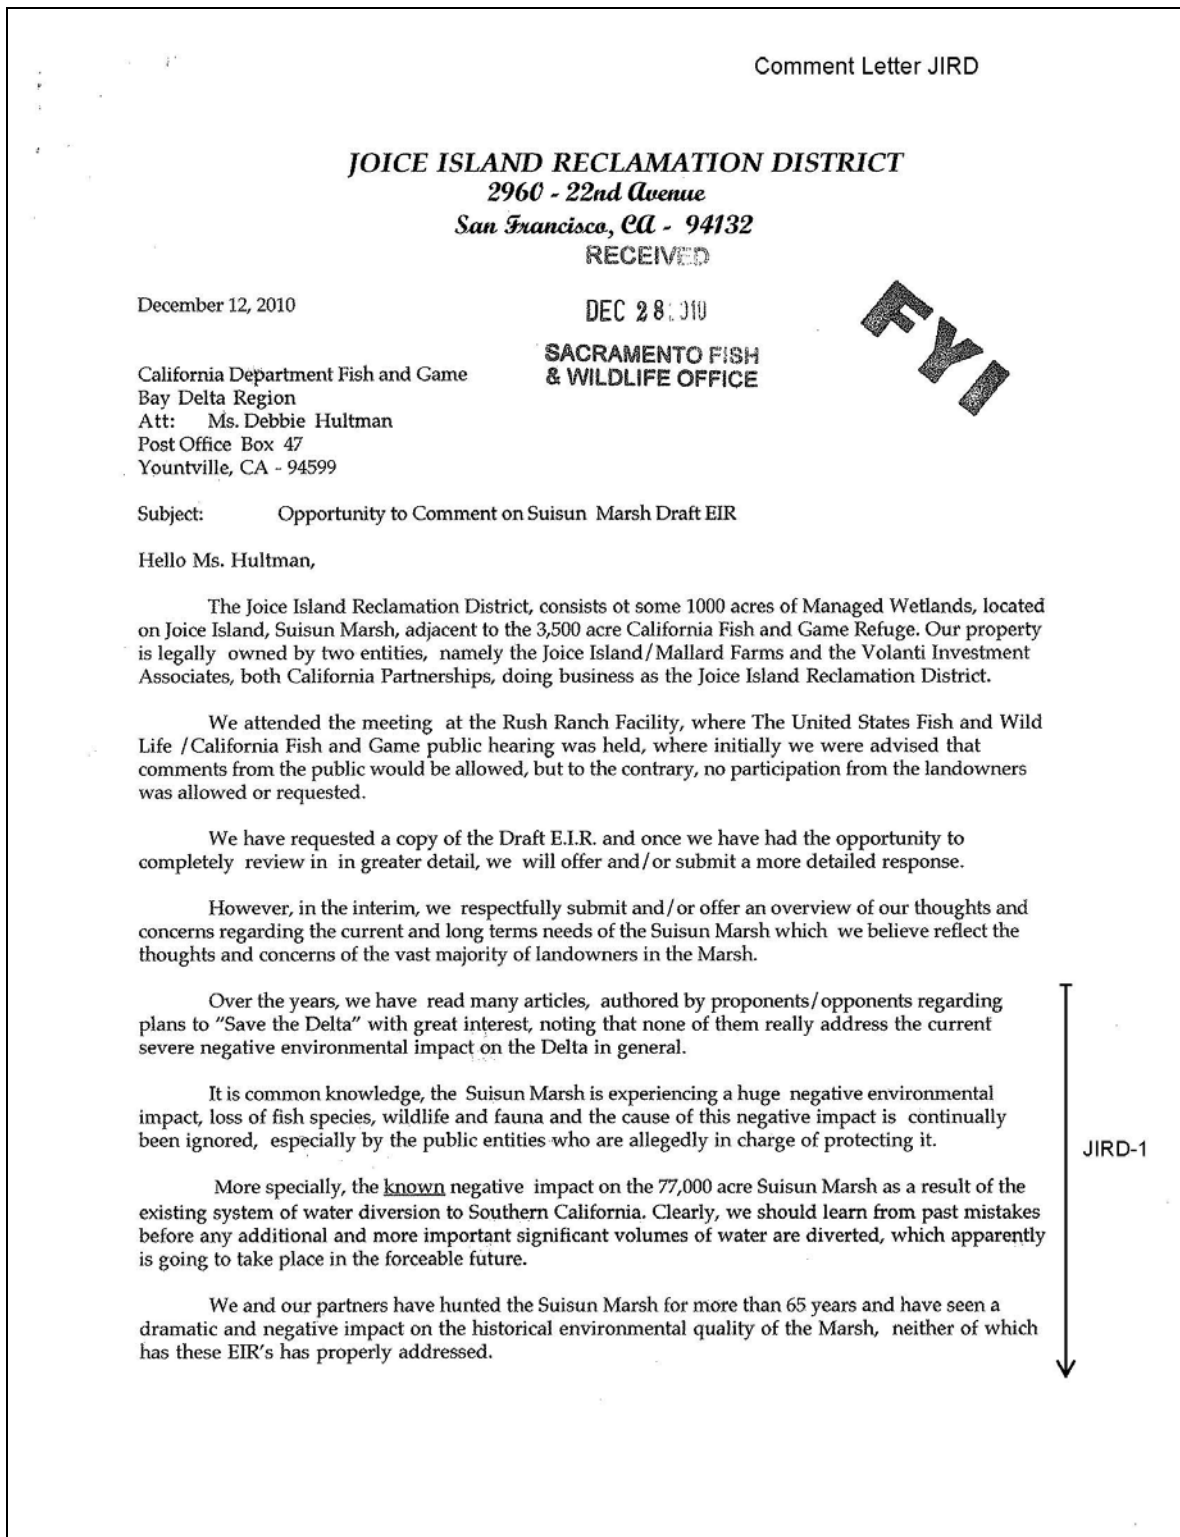 Comment Letter JIRD
JOICE ISLAND RECLAMATION DISTRICT
2960 - 22nd Avenue
San Francisco, CA - 94132
RECEIVED
December 12, 2010
DEC 28 2010
FYI
SACRAMENTO FISH
& WILDLIFE OFFICE
California Department Fish and Game
Bay Delta Region
Att: Ms. Debbie Hultman
Post Office Box 47
Yountville, CA - 94599
Subject: Opportunity to Comment on Suisun Marsh Draft EIR
Hello Ms. Hultman,
The Joice Island Reclamation District, consists ot some 1000 acres of Managed Wetlands, located
on Joice Island, Suisun Marsh, adjacent to the 3,500 acre California Fish and Game Refuge. Our property
is legally owned by two entities, namely the Joice Island/Mallard Farms and the Volanti Investment
Associates, both California Partnerships, doing business as the Joice Island Reclamation District.
We attended the meeting at the Rush Ranch Facility, where The United States Fish and Wild
Life /California Fish and Game public hearing was held, where initially we were advised that
comments from the public would be allowed, but to the contrary, no participation from the landowners
was allowed or requested.
We have requested a copy of the Draft E.I.R. and once we have had the opportunity to
completely review in in greater detail, we will offer and/or submit a more detailed response.
However, in the interim, we respectfully submit and/or offer an overview of our thoughts and
concerns regarding the current and long terms needs of the Suisun Marsh which we believe reflect the
thoughts and concerns of the vast majority of landowners in the Marsh.
Over the years, we have read many articles, authored by proponents/opponents regarding
plans to "Save the Delta" with great interest, noting that none of them really address the current
severe negative environmental impact on the Delta in general.
It is common knowledge, the Suisun Marsh is experiencing a huge negative environmental
impact, loss of fish species, wildlife and fauna and the cause of this negative impact is continually
been ignored, especially by the public entities who are allegedly in charge of protecting it.
JIRD-1
More specially, the known negative impact on the 77,000 acre Suisun Marsh as a result of the
existing system of water diversion to Southern California. Clearly, we should learn from past mistakes
before any additional and more important significant volumes of water are diverted, which apparently
is going to take place in the forceable future.
We and our partners have hunted the Suisun Marsh for more than 65 years and have seen a
dramatic and negative impact on the historical environmental quality of the Marsh, neither of which
has these EIR's has properly addressed.